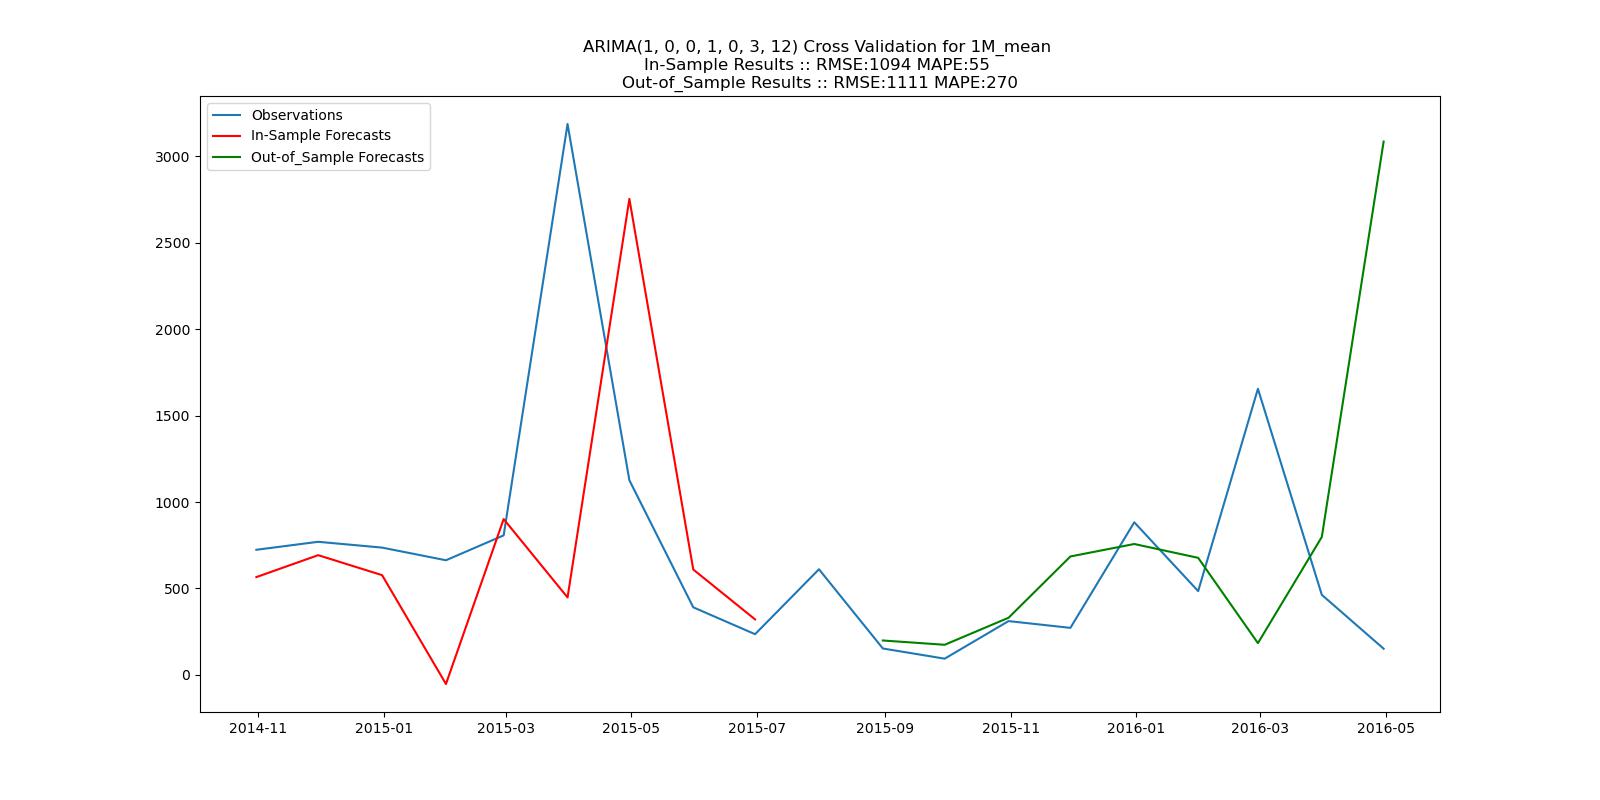 ARIMA(1, 0, 0, 1, 0, 3, 12) Cross Validation for 1M_mean
In-Sample Results :: RMSE:1094 MAPE:55
Out-of_Sample Results :: RMSE:1111 MAPE:270
Observations
In-Sample Forecasts
Out-of_Sample Forecasts
3000
2500
2000
1500
1000
500
0
2014-11
2015-01
2015-03
2015-05
2015-07
2015-09
2015-11
2016-01
2016-03
2016-05